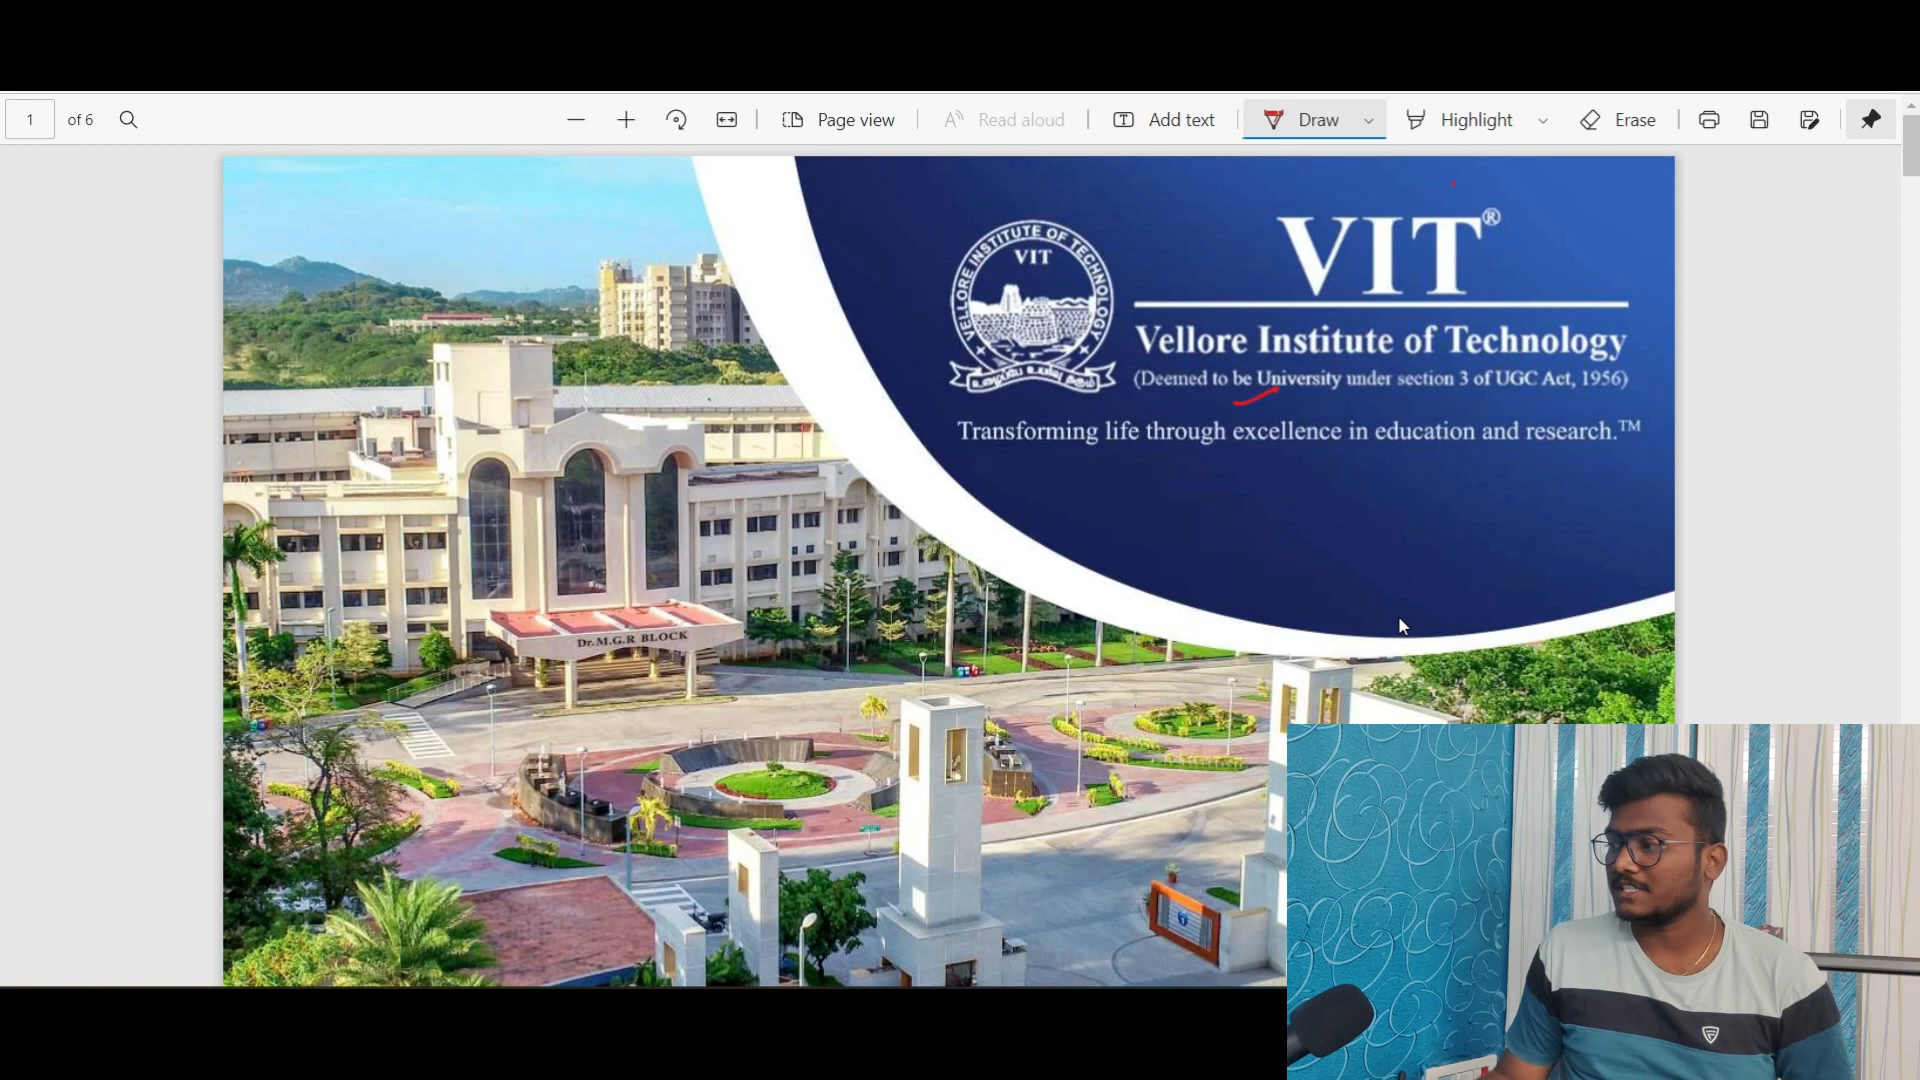 1 of 6 Page view Read aloud Add text Draw Highlight Erase
VELLORE INSTITUTE OF TECHNOLOGY
VIT
VIT®
Vellore Institute of Technology
(Deemed to be University under section 3 of UGC Act, 1956)
Transforming life through excellence in education and research.™
Dr. M.G.R BLOCK